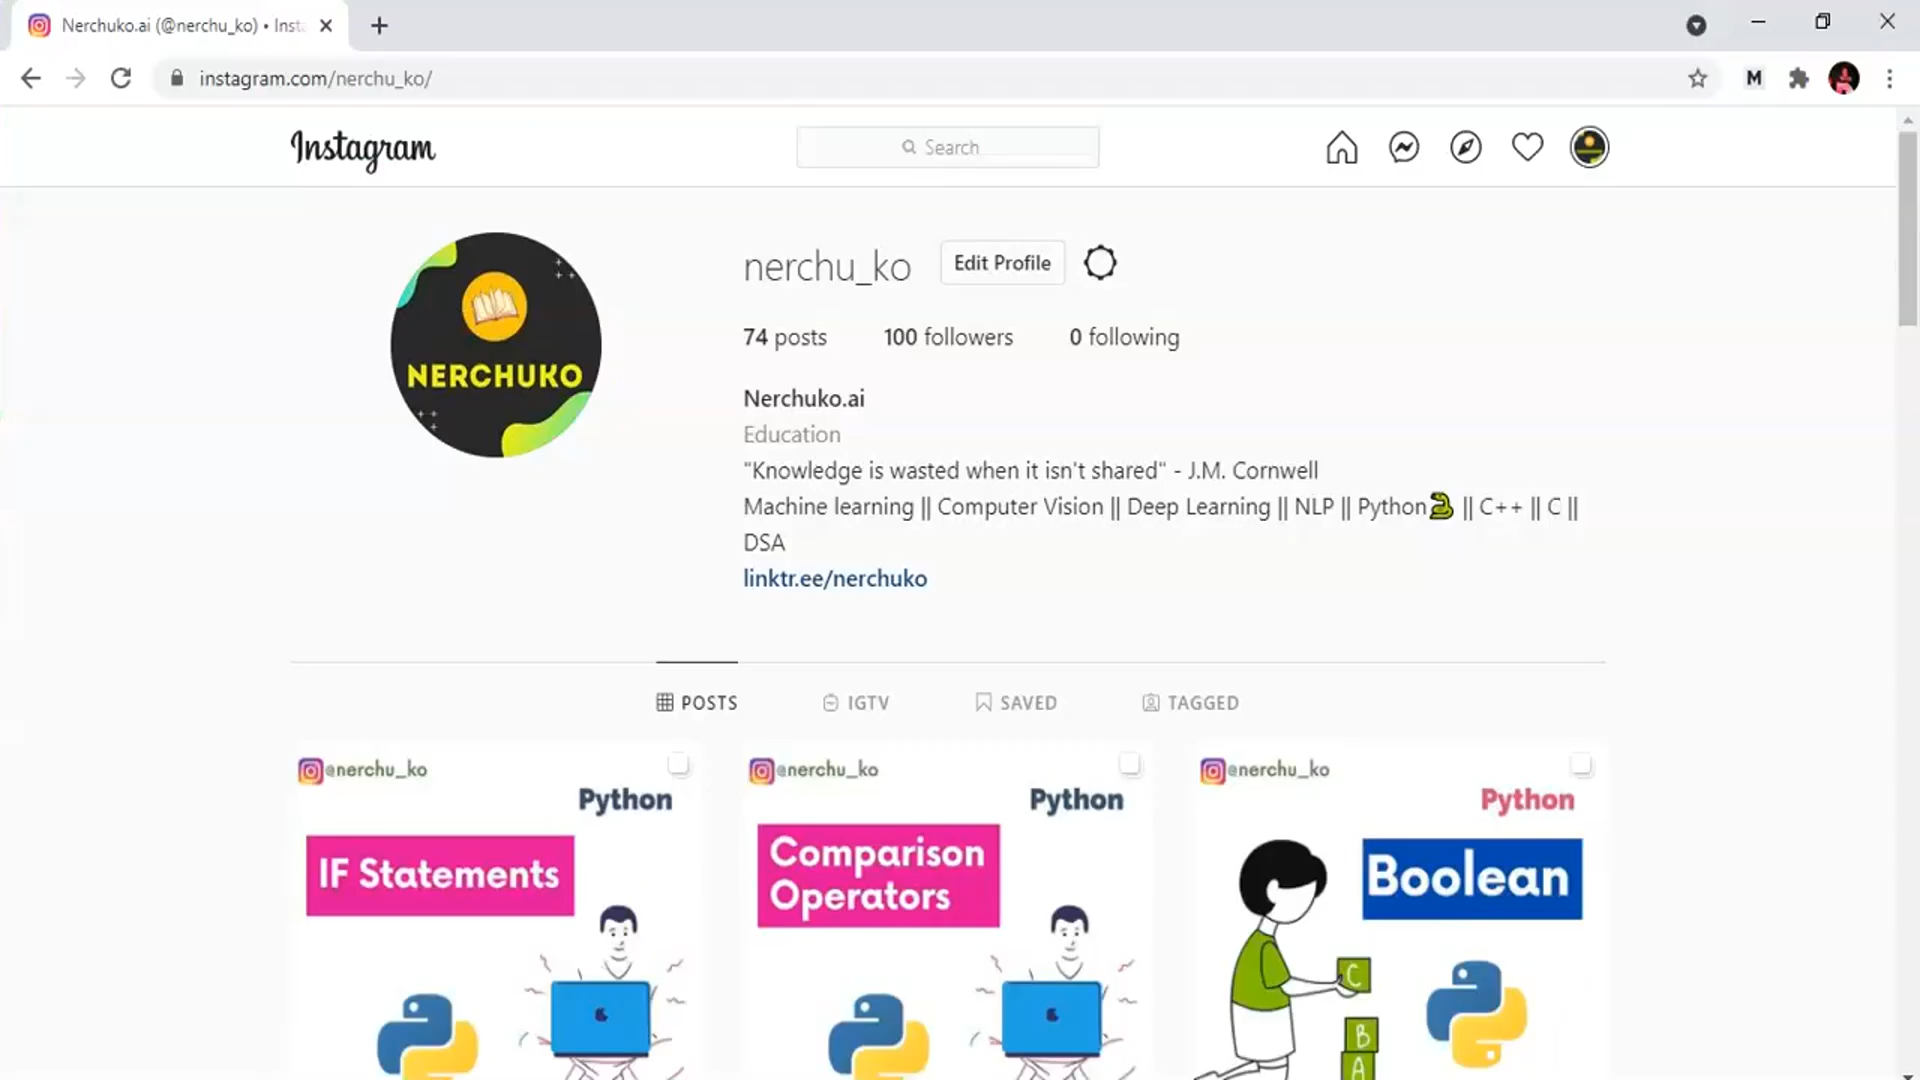 Nerchuko.ai (@nerchu_ko) • Inst
instagram.com/nerchu_ko/
M
Instagram
Search
NERCHUKO
nerchu_ko Edit Profile
74 posts 100 followers 0 following
Nerchuko.ai
Education
"Knowledge is wasted when it isn't shared" - J.M. Cornwell
Machine learning || Computer Vision || Deep Learning || NLP || Python || C++ || C ||
DSA
linktr.ee/nerchuko
POSTS IGTV SAVED TAGGED
@nerchu_ko
Python
IF Statements
@nerchu_ko
Python
Comparison
Operators
@nerchu_ko
Python
Boolean
C
B
A